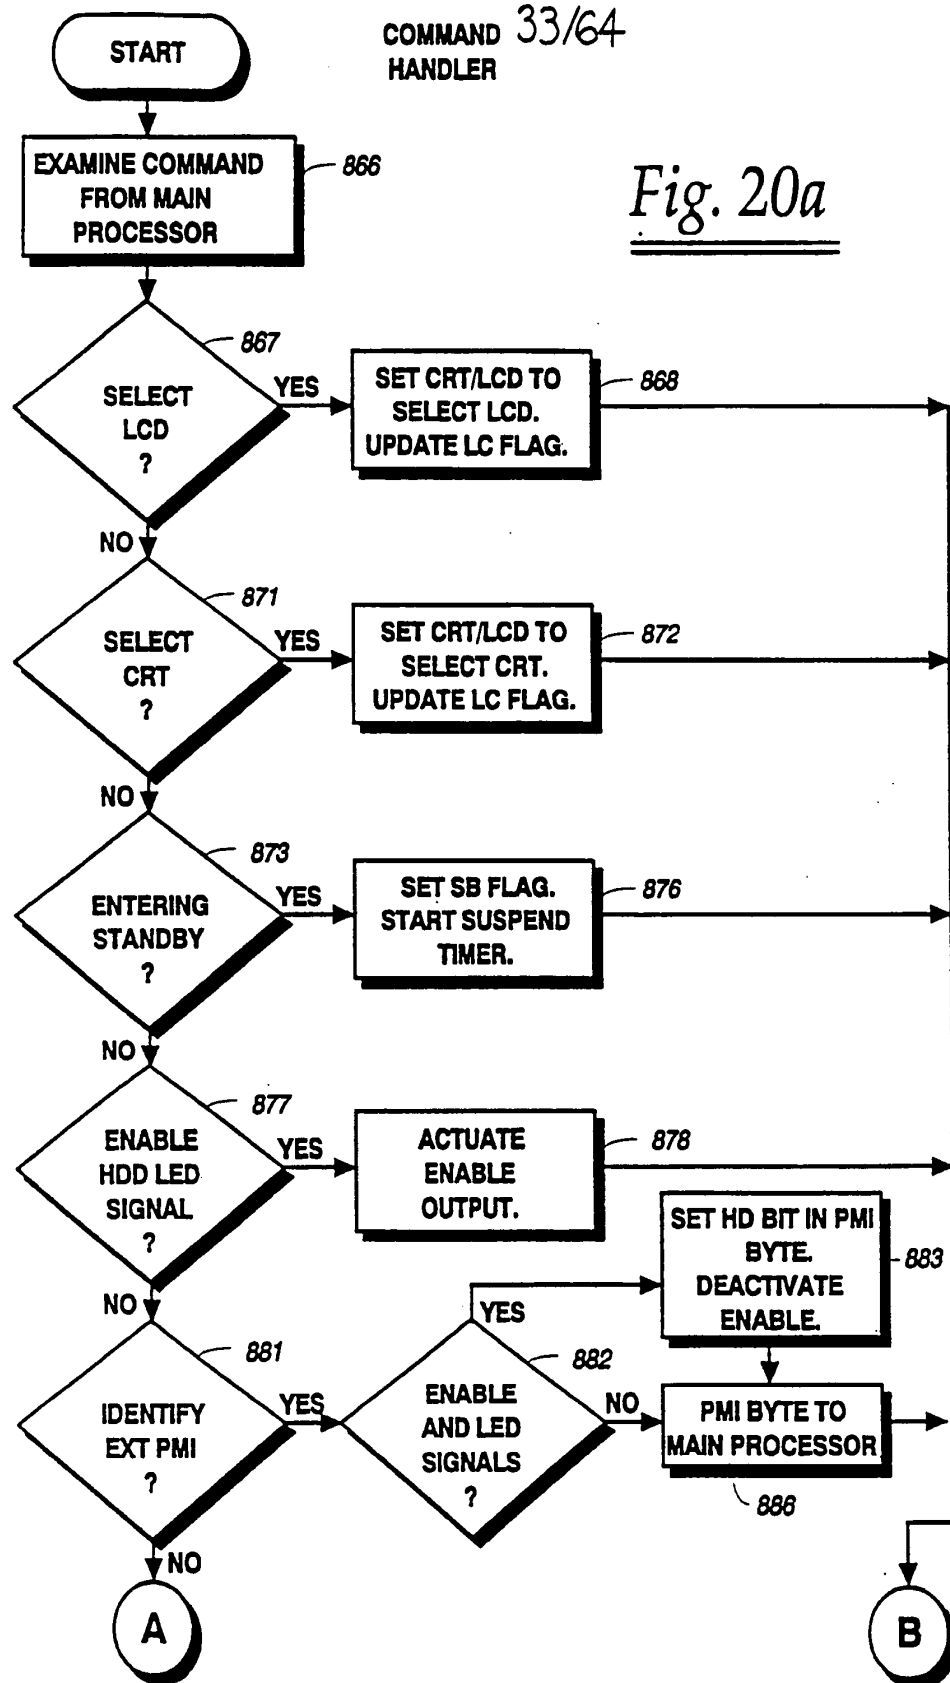 START
COMMAND 33/64
HANDLER
EXAMINE COMMAND
FROM MAIN
PROCESSOR
866
Fig. 20a
867
SELECT
LCD
?
YES
SET CRT/LCD TO
SELECT LCD.
UPDATE LC FLAG.
868
NO
871
SELECT
CRT
?
YES
SET CRT/LCD TO
SELECT CRT.
UPDATE LC FLAG.
872
NO
873
ENTERING
STANDBY
?
YES
SET SB FLAG.
START SUSPEND
TIMER.
876
NO
877
ENABLE
HDD LED
SIGNAL
?
YES
ACTUATE
ENABLE
OUTPUT.
878
SET HD BIT IN PMI
BYTE.
DEACTIVATE
ENABLE.
883
NO
881
IDENTIFY
EXT PMI
?
YES
882
ENABLE
AND LED
SIGNALS
?
YES
NO
PMI BYTE TO
MAIN PROCESSOR
886
NO
A
B